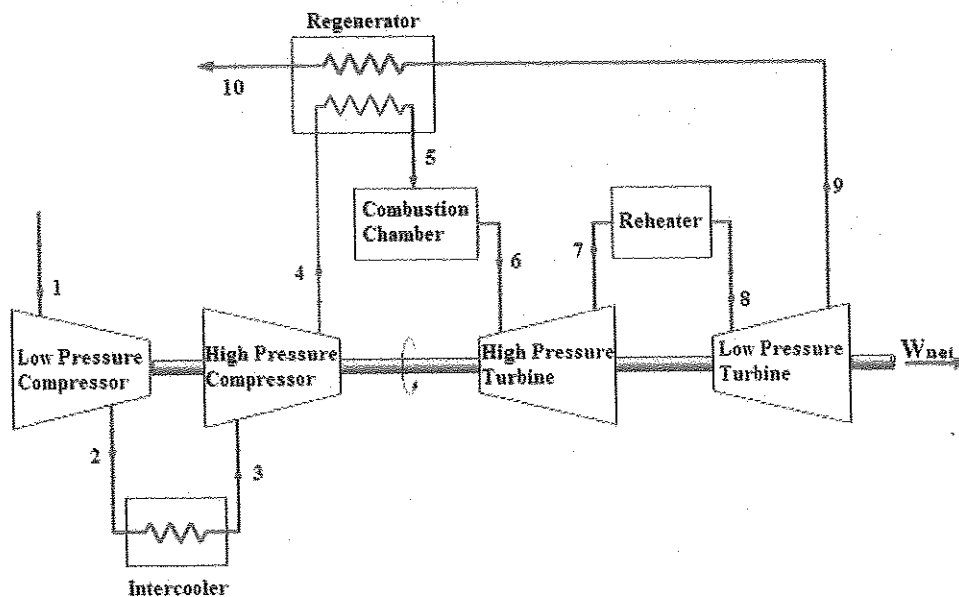 Regenerator
10
5
Combustion
Chamber
Reheater
9
1
4
6
7
8
Low Pressure
Compressor
High Pressure
Compressor
High Pressure
Turbine
Low Pressure
Turbine
Wnet
2
3
Intercooler